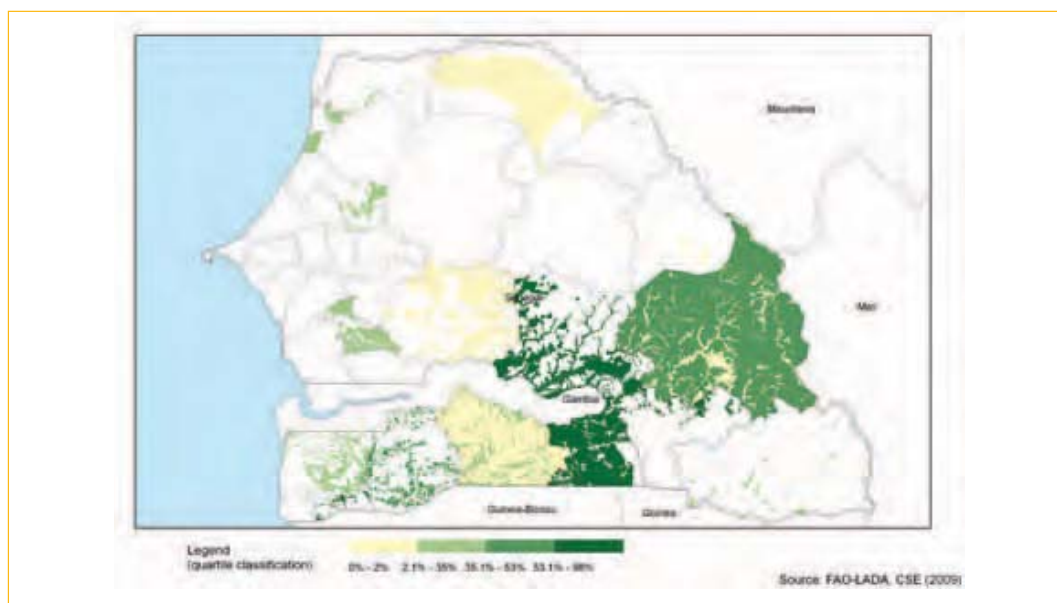 Mauritania
Mali
Gambia
Guinea-Bissau
Guinea
Legend
(quartile classification)
0% - 2% 2.1% - 35% 35.1% - 53% 53.1% - 98%
Source: FAO-LADA, CSE (2009)